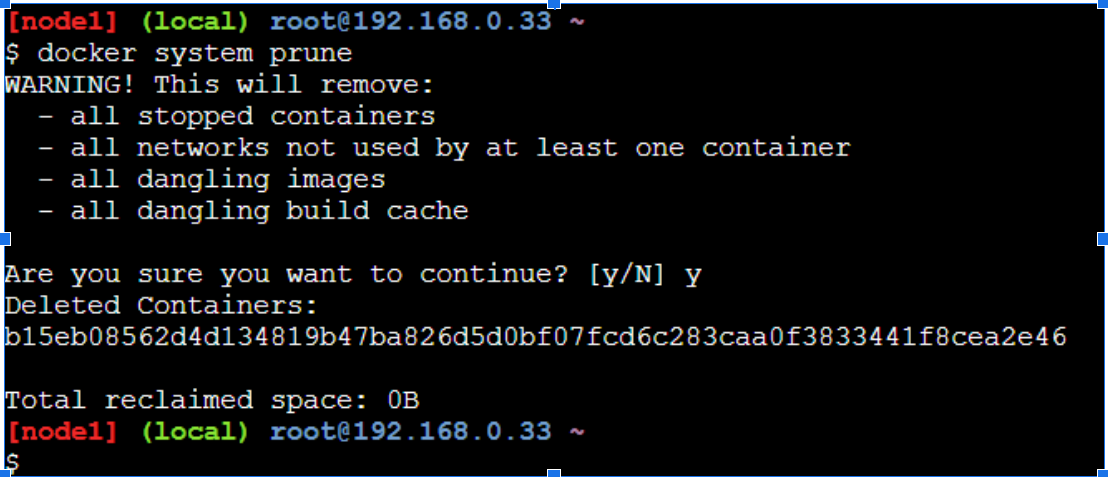 [node1] (local) root@192.168.0.33 ~
$ docker system prune
WARNING! This will remove:
  - all stopped containers
  - all networks not used by at least one container
  - all dangling images
  - all dangling build cache

Are you sure you want to continue? [y/N] y
Deleted Containers:
b15eb08562d4d134819b47ba826d5d0bf07fcd6c283caa0f3833441f8cea2e46

Total reclaimed space: 0B
[node1] (local) root@192.168.0.33 ~
$